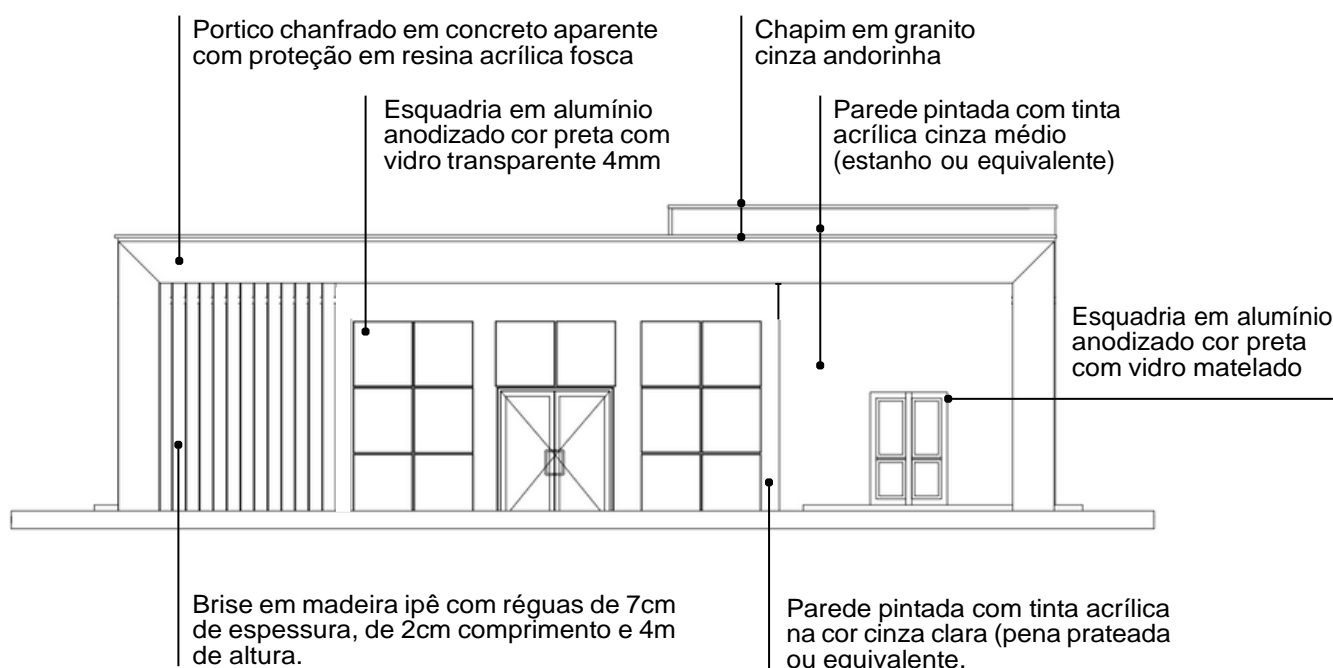 Portico chanfrado em concreto aparente
com proteção em resina acrílica fosca
Chapim em granito
cinza andorinha
Esquadria em alumínio
anodizado cor preta com
vidro transparente 4mm
Parede pintada com tinta
acrílica cinza médio
(estanho ou equivalente)
Esquadria em alumínio
anodizado cor preta
com vidro matelado
Brise em madeira ipê com réguas de 7cm
de espessura, de 2cm comprimento e 4m
de altura.
Parede pintada com tinta acrílica
na cor cinza clara (pena prateada
ou equivalente.